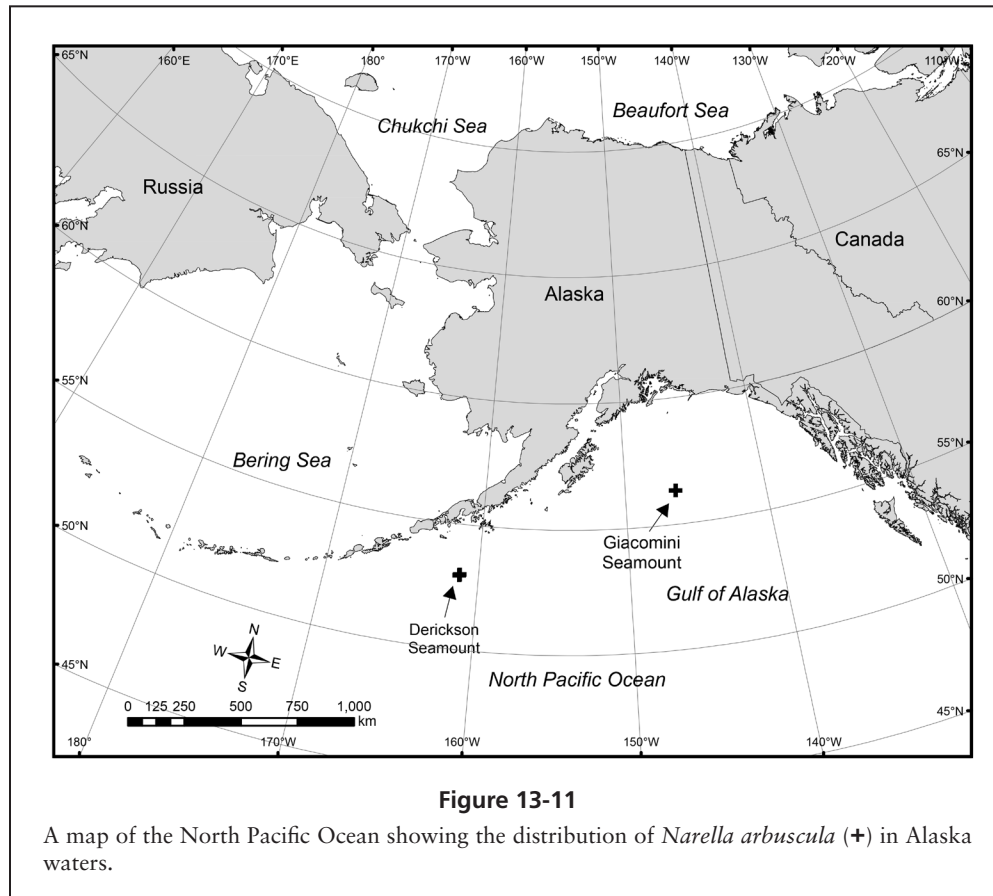 160°E 170°E 180° 170°W 160°W 150°W 140°W 130°W 120°W 110°W
65°N
Beaufort Sea
Chukchi Sea
65°N
Russia
60°N
Canada
Alaska
60°N
55°N
55°N
Bering Sea
50°N
Giacomini
Seamount
50°N
Gulf of Alaska
Derickson
Seamount
N
W E
S
45°N
North Pacific Ocean
45°N
0 125 250 500 750 1,000
km
180° 170°W 160°W 150°W 140°W
Figure 13-11
A map of the North Pacific Ocean showing the distribution of Narella arbuscula (+) in Alaska
waters.